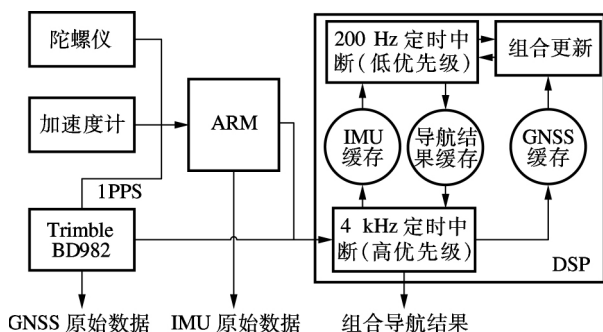 陀螺仪
加速度计
1PPS
Trimble
BD982
ARM
200 Hz 定时中
断(低优先级)
组合更新
IMU
缓存
导航结
果缓存
GNSS
缓存
4 kHz 定时中
断(高优先级)
DSP
GNSS 原始数据
IMU 原始数据
组合导航结果